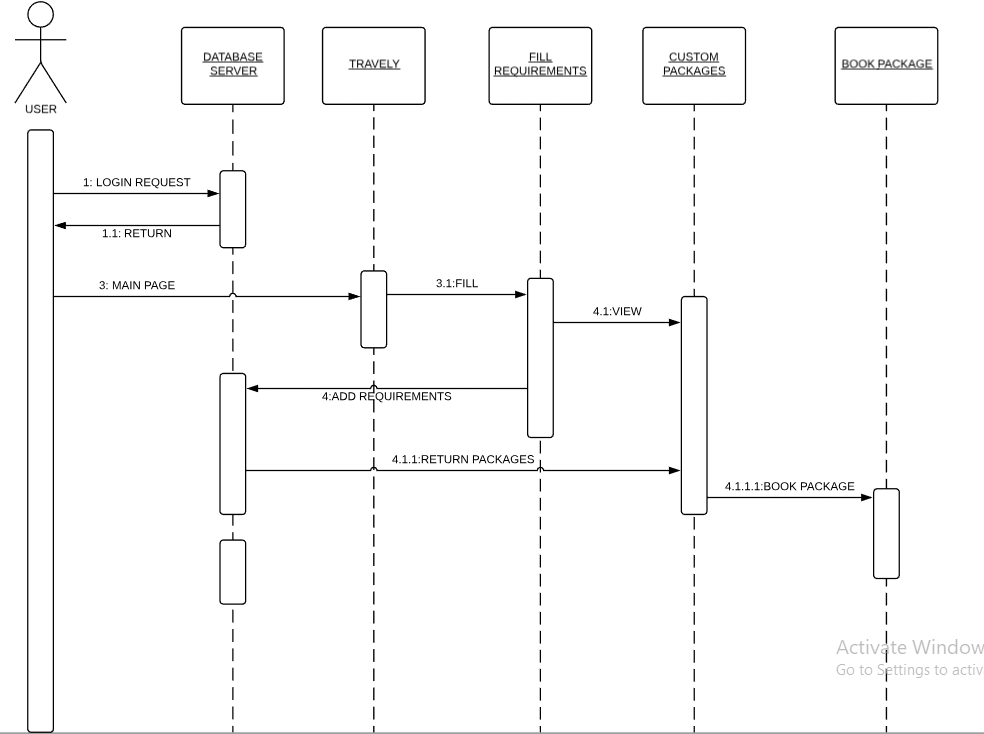 USER
DATABASE
SERVER
TRAVELY
FILL
REQUIREMENTS
CUSTOM
PACKAGES
BOOK PACKAGE
1: LOGIN REQUEST
1.1: RETURN
3: MAIN PAGE
3.1:FILL
4.1:VIEW
4:ADD REQUIREMENTS
4.1.1:RETURN PACKAGES
4.1.1.1:BOOK PACKAGE
Activate Window
Go to Settings to activ